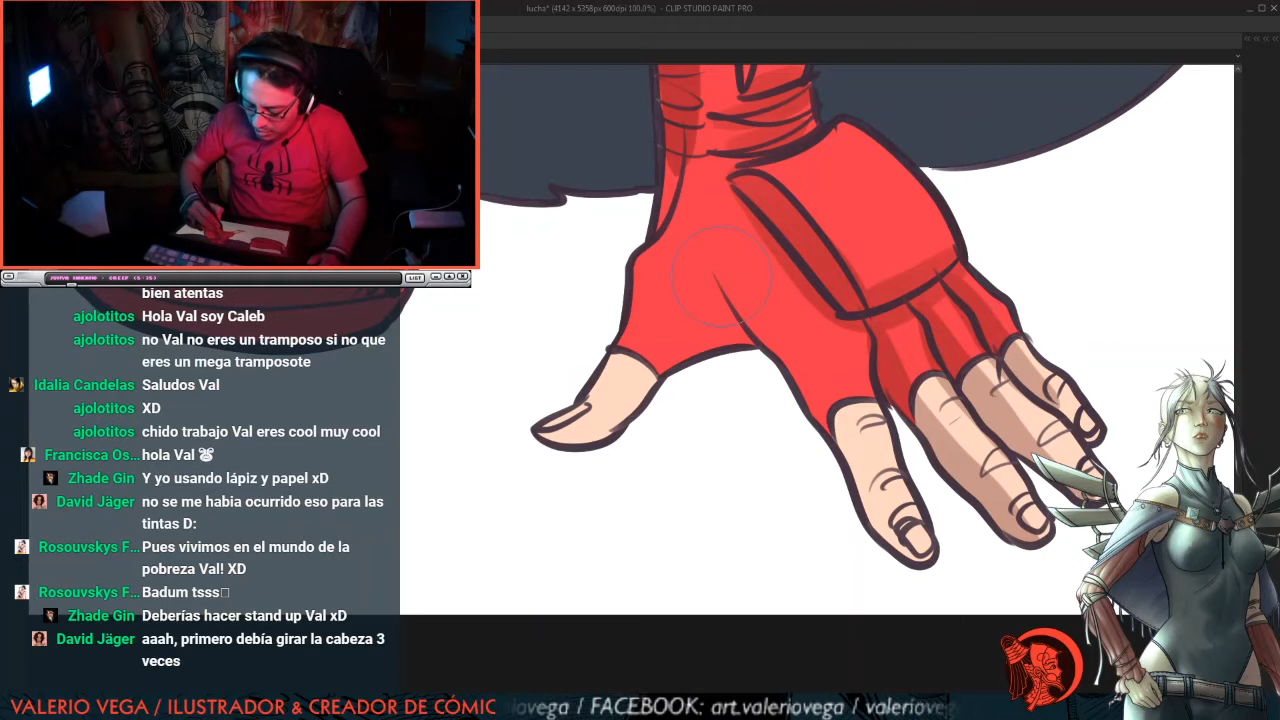 lucha* (4142 x 5358px 600dpi 100.0%) - CLIP STUDIO PAINT PRO
LIST
bien atentas
ajolotitos Hola Val soy Caleb
ajolotitos no Val no eres un tramposo si no que
eres un mega tramposote
Idalia Candelas Saludos Val
ajolotitos XD
ajolotitos chido trabajo Val eres cool muy cool
Francisca Os... hola Val
Zhade Gin Y yo usando lápiz y papel xD
David Jäger no se me habia ocurrido eso para las
tintas D:
Rosouvskys F... Pues vivimos en el mundo de la
pobreza Val! XD
Rosouvskys F... Badum tsss
Zhade Gin Deberías hacer stand up Val xD
David Jäger aaah, primero debía girar la cabeza 3
veces
VALERIO VEGA / ILUSTRADOR & CREADOR DE CÓMIC
iovega / FACEBOOK: art.valeriovega / valeriove